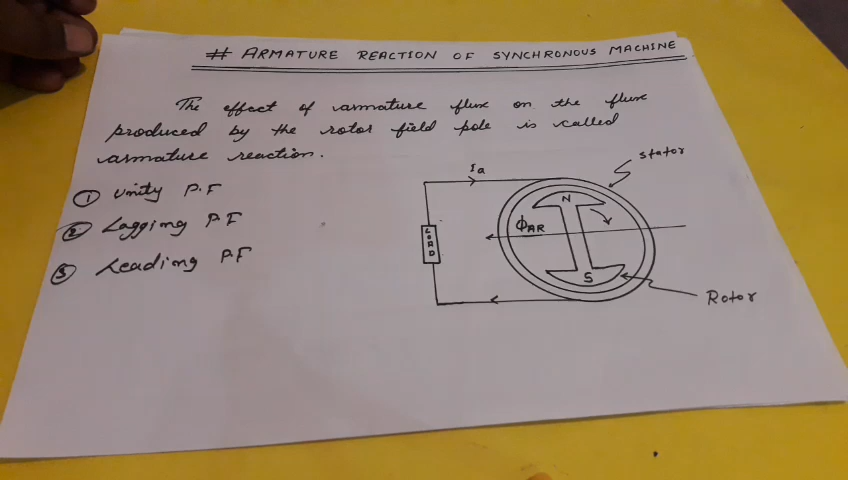 # ARMATURE REACTION OF SYNCHRONOUS MACHINE
The effect of armature flux on the flux
produced by the rotor field pole is called
armature reaction.
① Unity P.F
② Lagging P.F
③ Leading P.F
Ia
stator
N
ΦAR
LOAD
S
Rotor